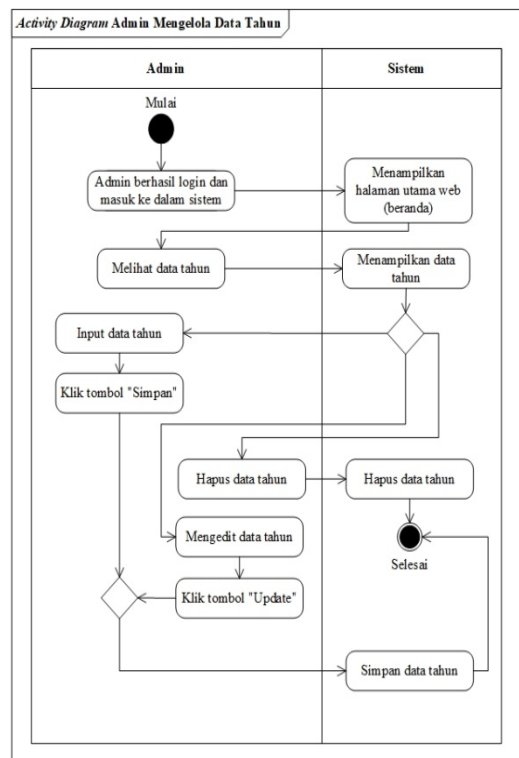 Activity Diagram Admin Mengelola Data Tahun
Admin
Sistem
Mulai
Admin berhasil login dan
masuk ke dalam sistem
Menampilkan
halaman utama web
(beranda)
Melihat data tahun
Menampilkan data
tahun
Input data tahun
Klik tombol "Simpan"
Hapus data tahun
Hapus data tahun
Mengedit data tahun
Selesai
Klik tombol "Update"
Simpan data tahun